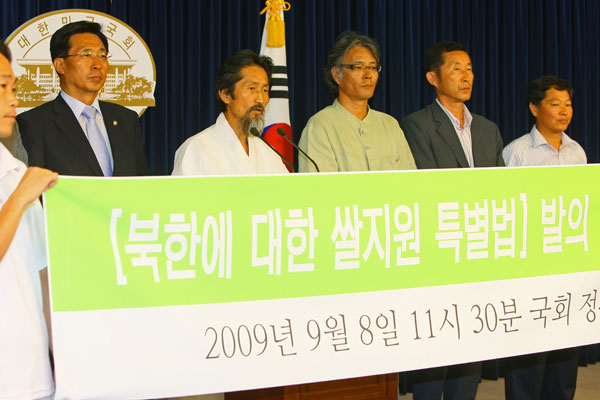 대한민국국회
[북한에 대한 쌀지원 특별법] 발의
2009년 9월 8일 11시 30분 국회 정